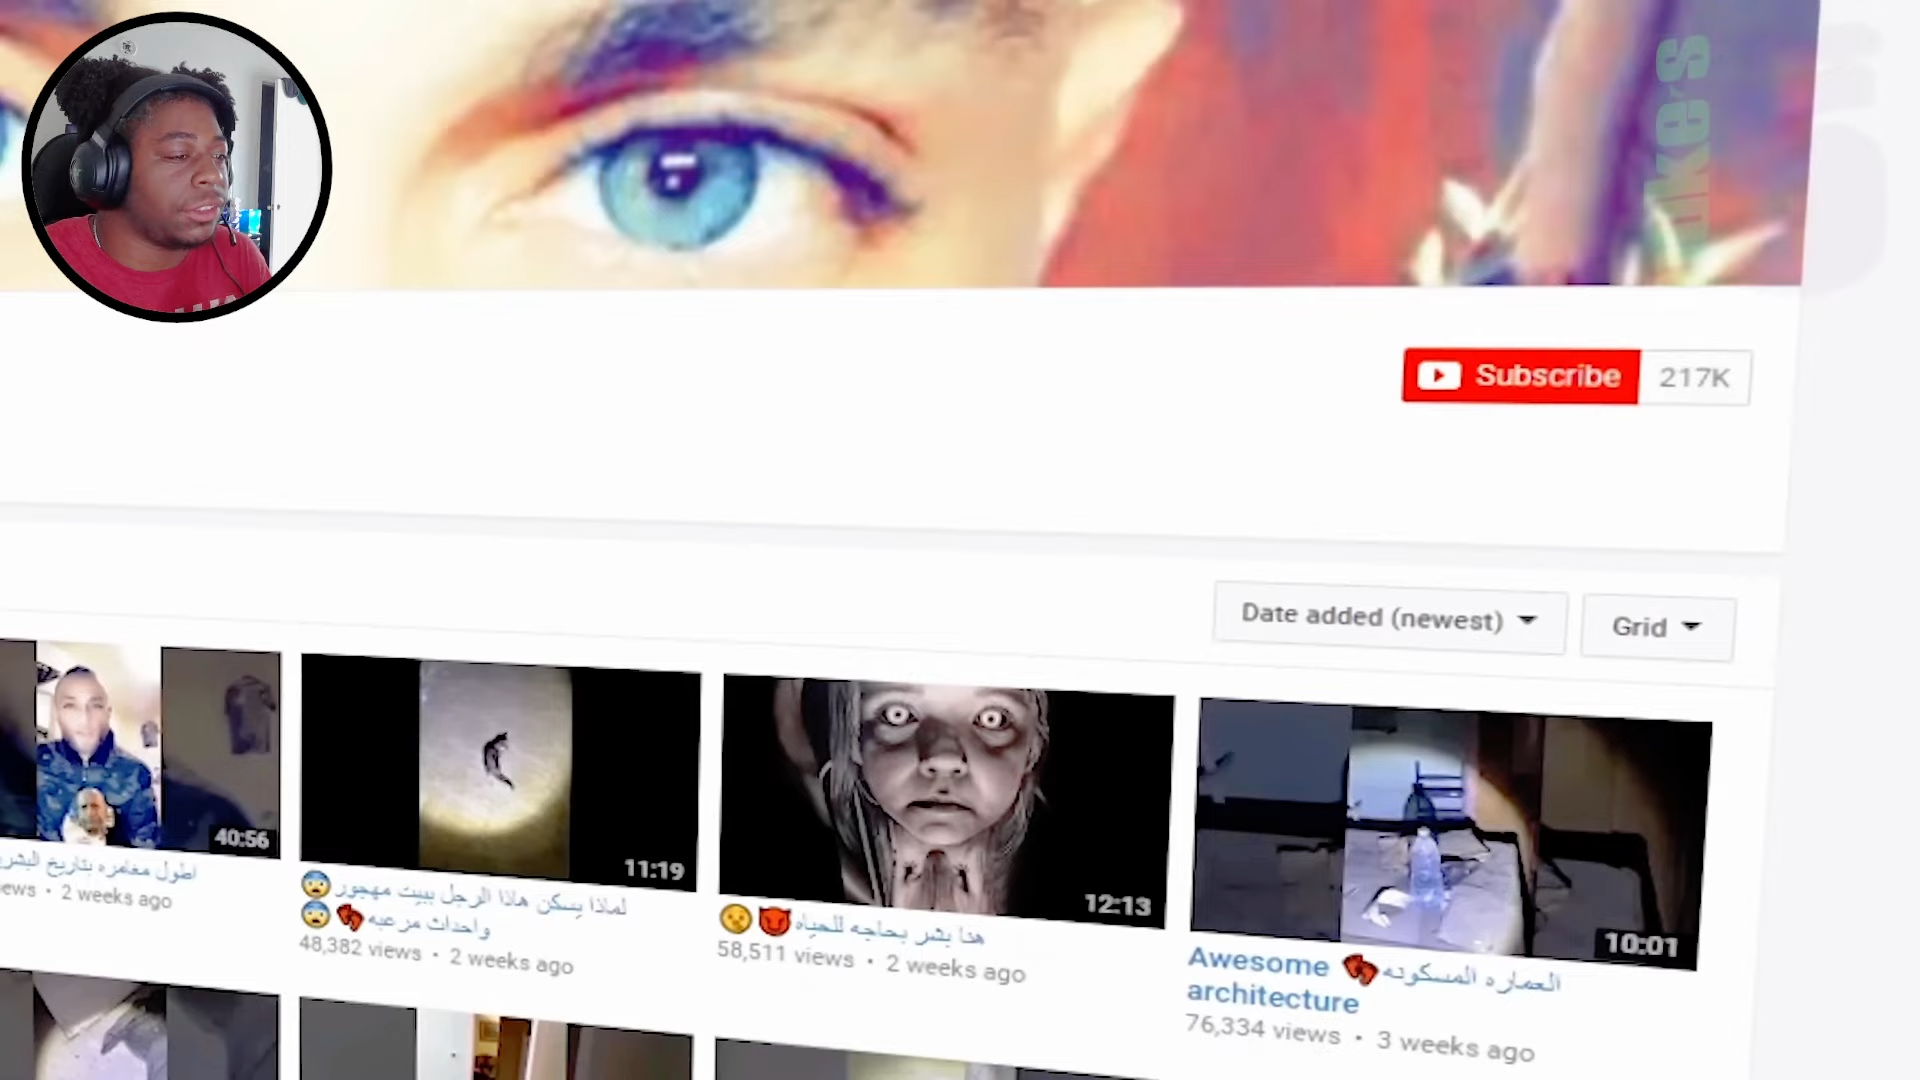 Subscribe 217K
Date added (newest) Grid
40:56
11:19
12:13
10:01
اطول مغامره بتاريخ البشر
ews • 2 weeks ago
لماذا يسكن هاذا الرجل ببيت مهجور😨
واحداث مرعبه👣😨
48,382 views • 2 weeks ago
هدا بشر بحاجه للحياه😈😗
58,511 views • 2 weeks ago
Awesome 👣العماره المسكونه
architecture
76,334 views • 3 weeks ago